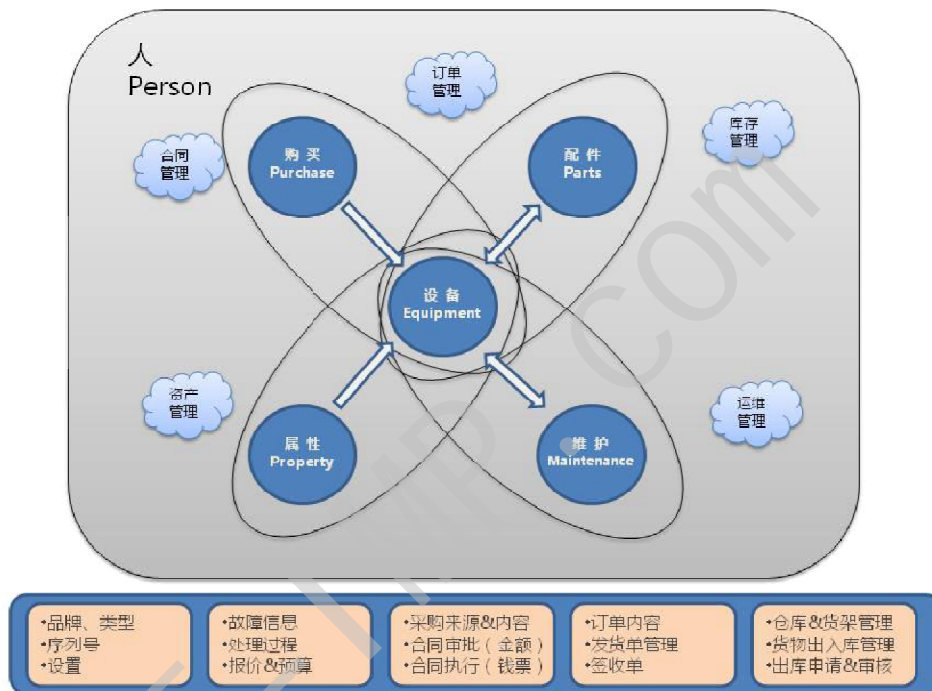 人
Person
订单
管理
库存
管理
合同
管理
购 买
Purchase
配 件
Parts
设 备
Equipment
资产
管理
运维
管理
属 性
Property
维 护
Maintenance
•品牌、类型
•序列号
•设置
•故障信息
•处理过程
•报价&预算
•采购来源&内容
•合同审批（金额）
•合同执行（钱票）
•订单内容
•发货单管理
•签收单
•仓库&货架管理
•货物出入库管理
•出库申请&审核